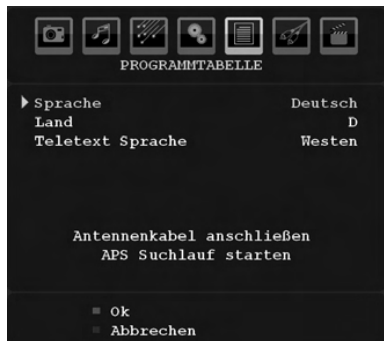 PROGRAMMTABELLE
Sprache Deutsch
Land D
Teletext Sprache Westen
Antennenkabel anschließen
APS Suchlauf starten
Ok
Abbrechen